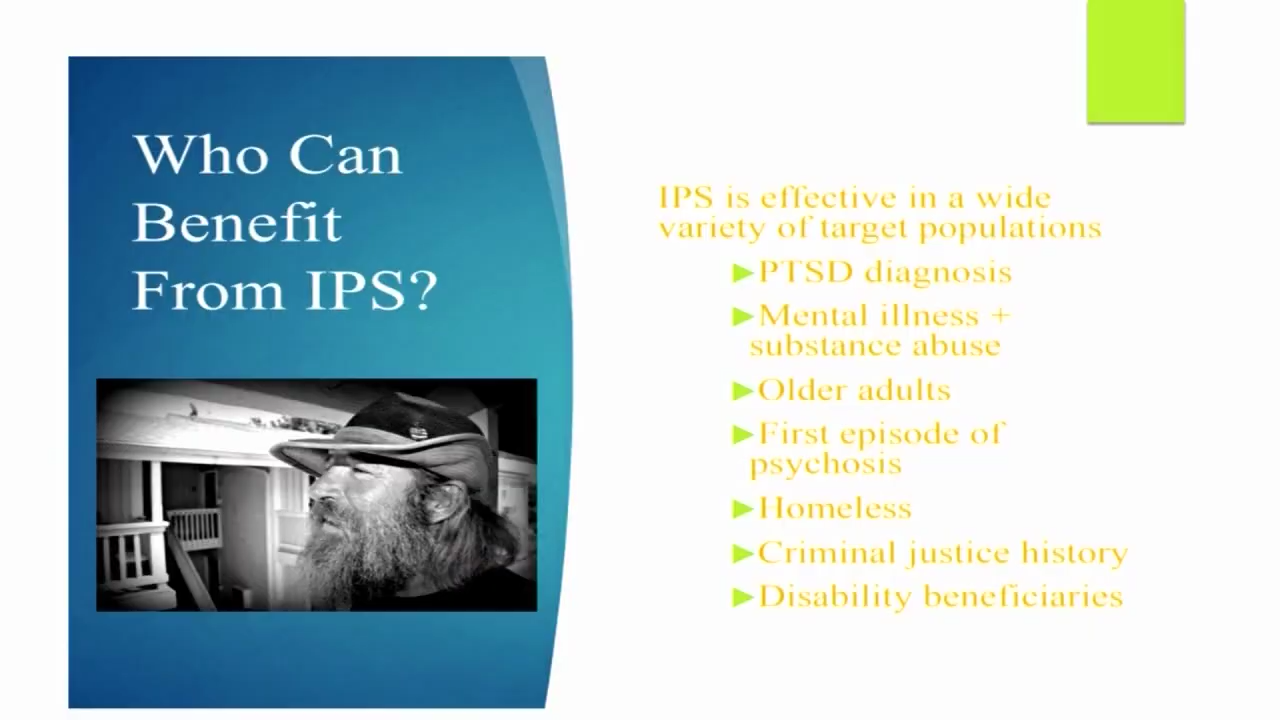 Who Can
Benefit
From IPS?
IPS is effective in a wide
variety of target populations
PTSD diagnosis
Mental illness +
substance abuse
Older adults
First episode of
psychosis
Homeless
Criminal justice history
Disability beneficiaries